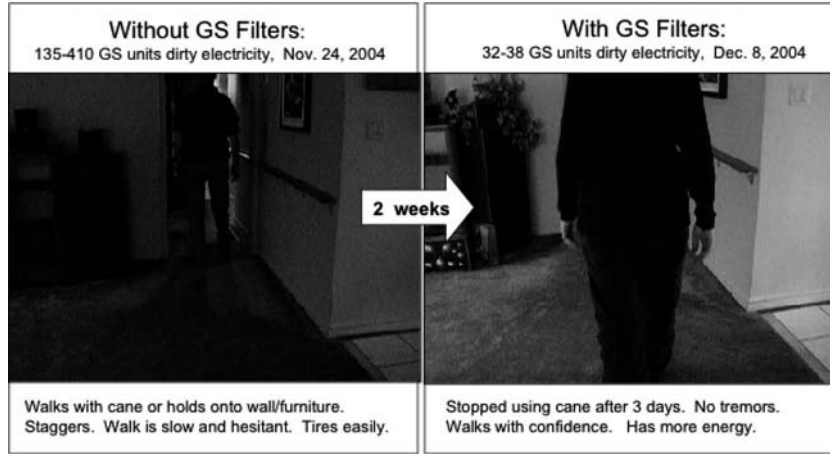 Without GS Filters:
135-410 GS units dirty electricity,  Nov. 24, 2004
With GS Filters:
32-38 GS units dirty electricity,  Dec. 8, 2004
2  weeks
Walks with cane or holds onto wall/furniture.
Staggers.  Walk is slow and hesitant.  Tires easily.
Stopped using cane after 3 days.  No tremors.
Walks with confidence.   Has more energy.